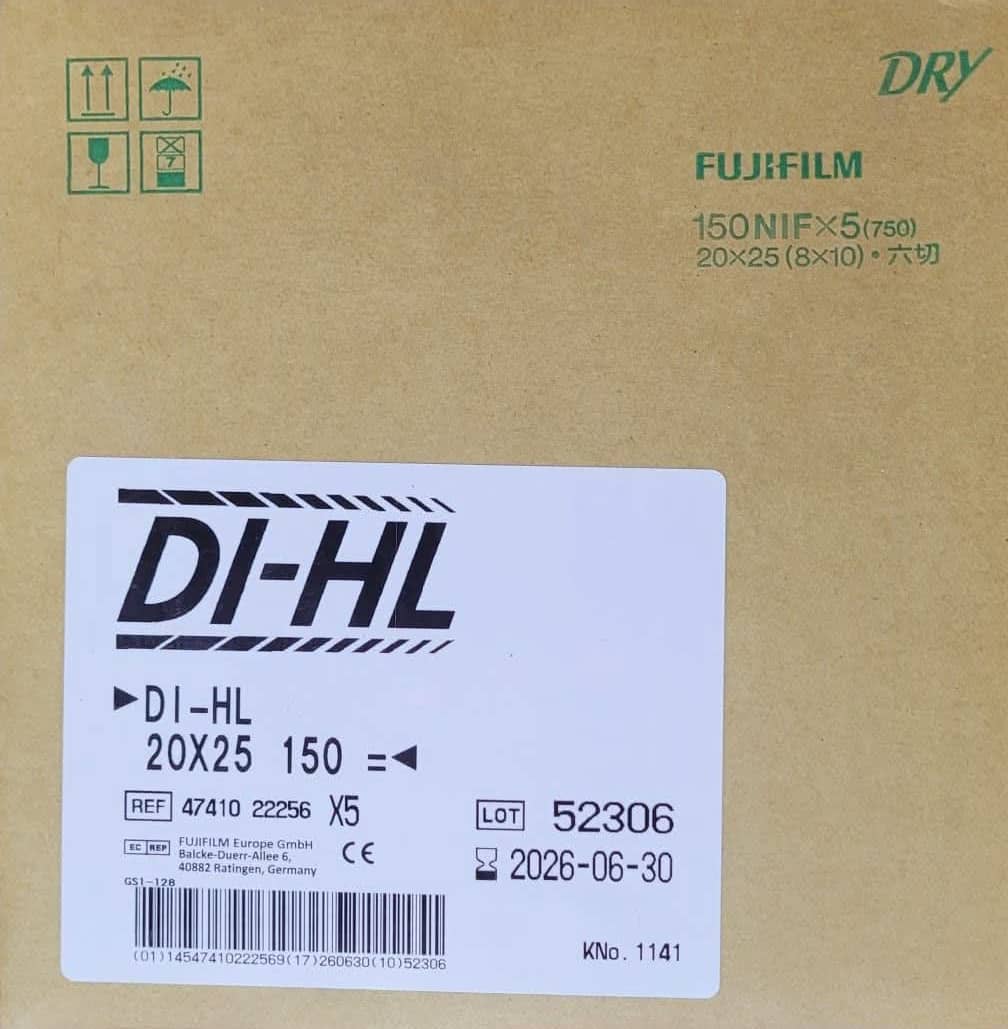 DRY
FUJIFILM
7
150NIF×5(750)
20×25(8×10)・六切
DI-HL
▶DI-HL
20X25 150 =◀
REF 47410 22256 X5
LOT 52306
EC REP FUJIFILM Europe GmbH
Balcke-Duerr-Allee 6,
40882 Ratingen, Germany
CE
2026-06-30
GS1-128
(01)14547410222569(17)260630(10)52306
KNo. 1141